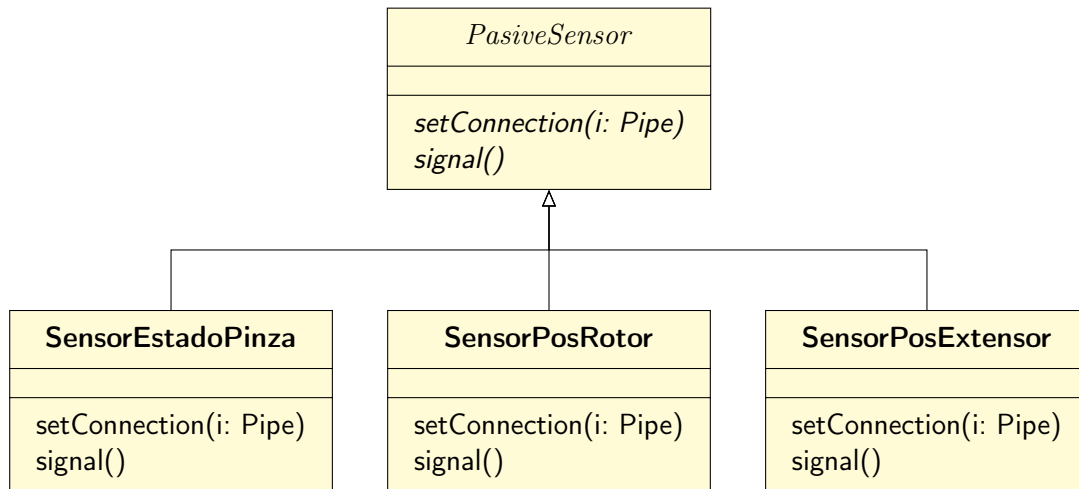 PasiveSensor
setConnection(i: Pipe)
signal()
SensorEstadoPinza
setConnection(i: Pipe)
signal()
SensorPosRotor
setConnection(i: Pipe)
signal()
SensorPosExtensor
setConnection(i: Pipe)
signal()